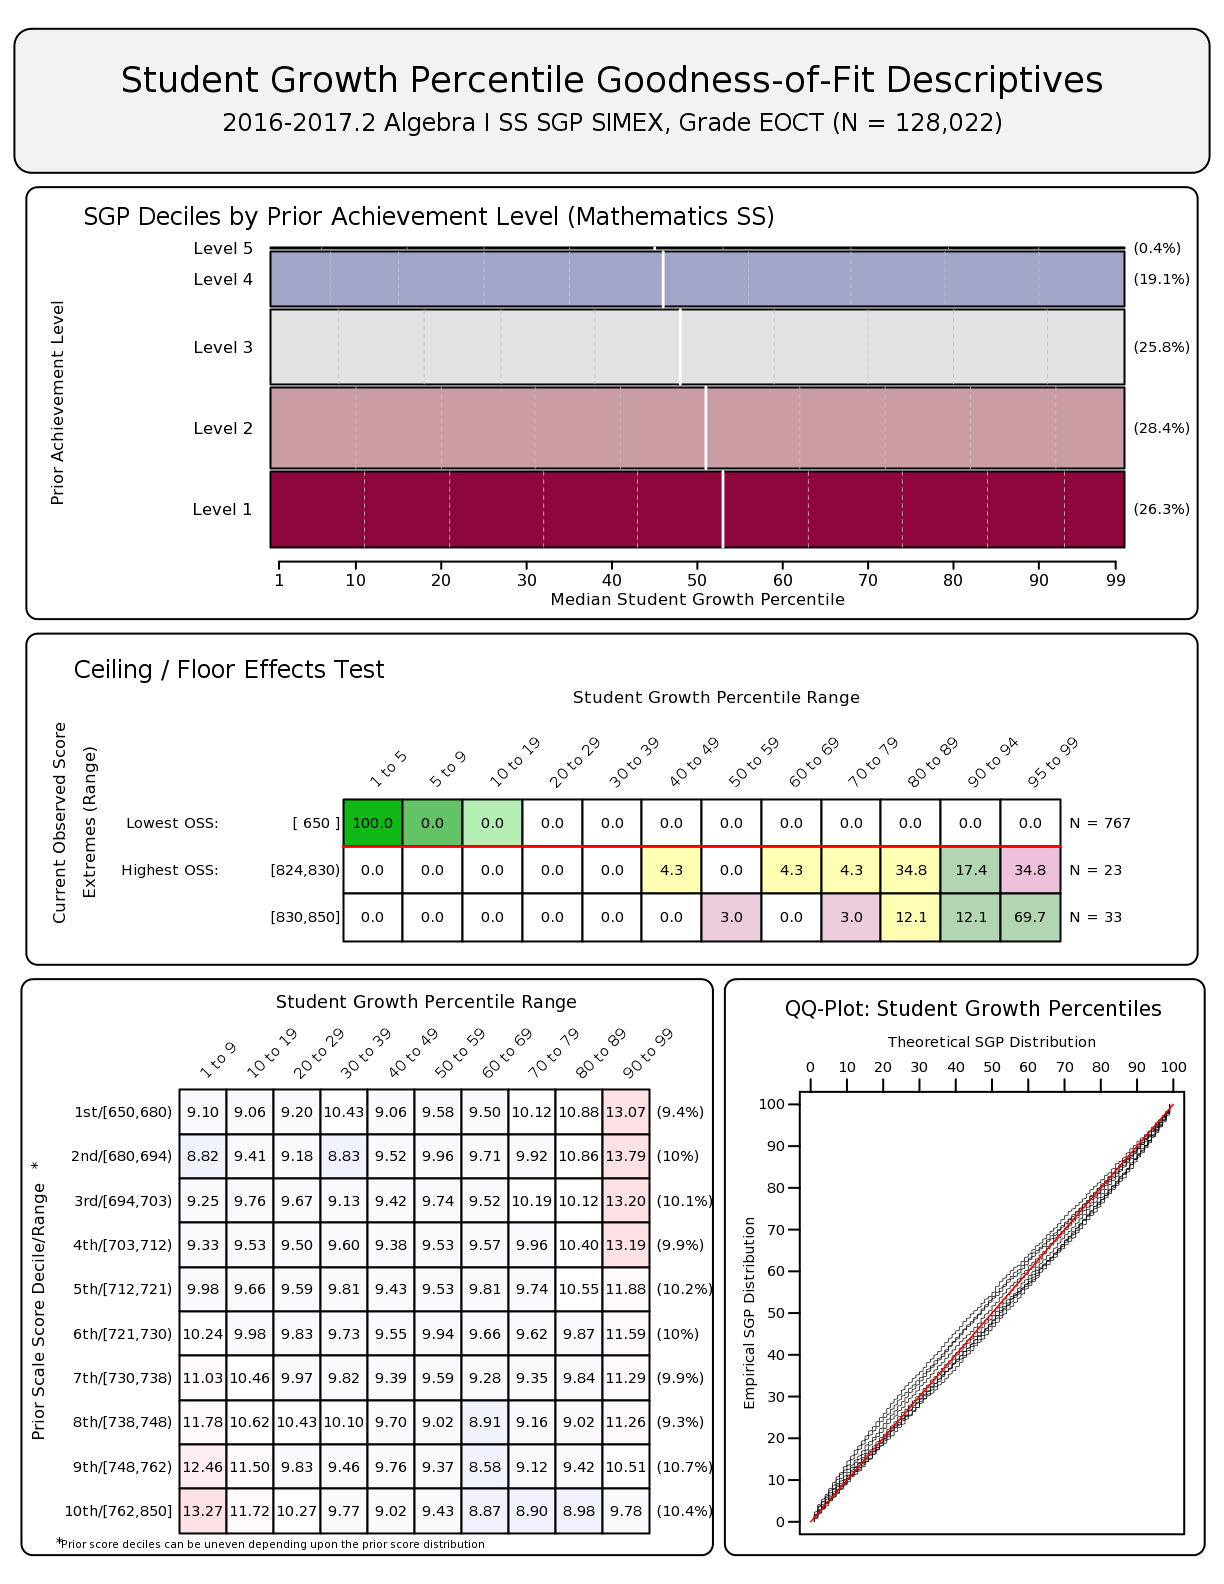 Student Growth Percentile Goodness-of-Fit Descriptives
2016-2017.2 Algebra I SS SGP SIMEX, Grade EOCT (N = 128,022)
SGP Deciles by Prior Achievement Level (Mathematics SS)
Prior Achievement Level
Level 5 (0.4%)
Level 4 (19.1%)
Level 3 (25.8%)
Level 2 (28.4%)
Level 1 (26.3%)
1 10 20 30 40 50 60 70 80 90 99
Median Student Growth Percentile
Ceiling / Floor Effects Test
Student Growth Percentile Range
Current Observed Score
Extremes (Range)
1 to 5 5 to 9 10 to 19 20 to 29 30 to 39 40 to 49 50 to 59 60 to 69 70 to 79 80 to 89 90 to 94 95 to 99
Lowest OSS: [ 650 ] 100.0 0.0 0.0 0.0 0.0 0.0 0.0 0.0 0.0 0.0 0.0 0.0 N = 767
Highest OSS: [824,830) 0.0 0.0 0.0 0.0 0.0 4.3 0.0 4.3 4.3 34.8 17.4 34.8 N = 23
[830,850] 0.0 0.0 0.0 0.0 0.0 0.0 3.0 0.0 3.0 12.1 12.1 69.7 N = 33
Student Growth Percentile Range
1 to 9 10 to 19 20 to 29 30 to 39 40 to 49 50 to 59 60 to 69 70 to 79 80 to 89 90 to 99
Prior Scale Score Decile/Range *
1st/[650,680) 9.10 9.06 9.20 10.43 9.06 9.58 9.50 10.12 10.88 13.07 (9.4%)
2nd/[680,694) 8.82 9.41 9.18 8.83 9.52 9.96 9.71 9.92 10.86 13.79 (10%)
3rd/[694,703) 9.25 9.76 9.67 9.13 9.42 9.74 9.52 10.19 10.12 13.20 (10.1%)
4th/[703,712) 9.33 9.53 9.50 9.60 9.38 9.53 9.57 9.96 10.40 13.19 (9.9%)
5th/[712,721) 9.98 9.66 9.59 9.81 9.43 9.53 9.81 9.74 10.55 11.88 (10.2%)
6th/[721,730) 10.24 9.98 9.83 9.73 9.55 9.94 9.66 9.62 9.87 11.59 (10%)
7th/[730,738) 11.03 10.46 9.97 9.82 9.39 9.59 9.28 9.35 9.84 11.29 (9.9%)
8th/[738,748) 11.78 10.62 10.43 10.10 9.70 9.02 8.91 9.16 9.02 11.26 (9.3%)
9th/[748,762) 12.46 11.50 9.83 9.46 9.76 9.37 8.58 9.12 9.42 10.51 (10.7%)
10th/[762,850] 13.27 11.72 10.27 9.77 9.02 9.43 8.87 8.90 8.98 9.78 (10.4%)
*Prior score deciles can be uneven depending upon the prior score distribution
QQ-Plot: Student Growth Percentiles
Theoretical SGP Distribution
0 10 20 30 40 50 60 70 80 90 100
Empirical SGP Distribution
100
90
80
70
60
50
40
30
20
10
0